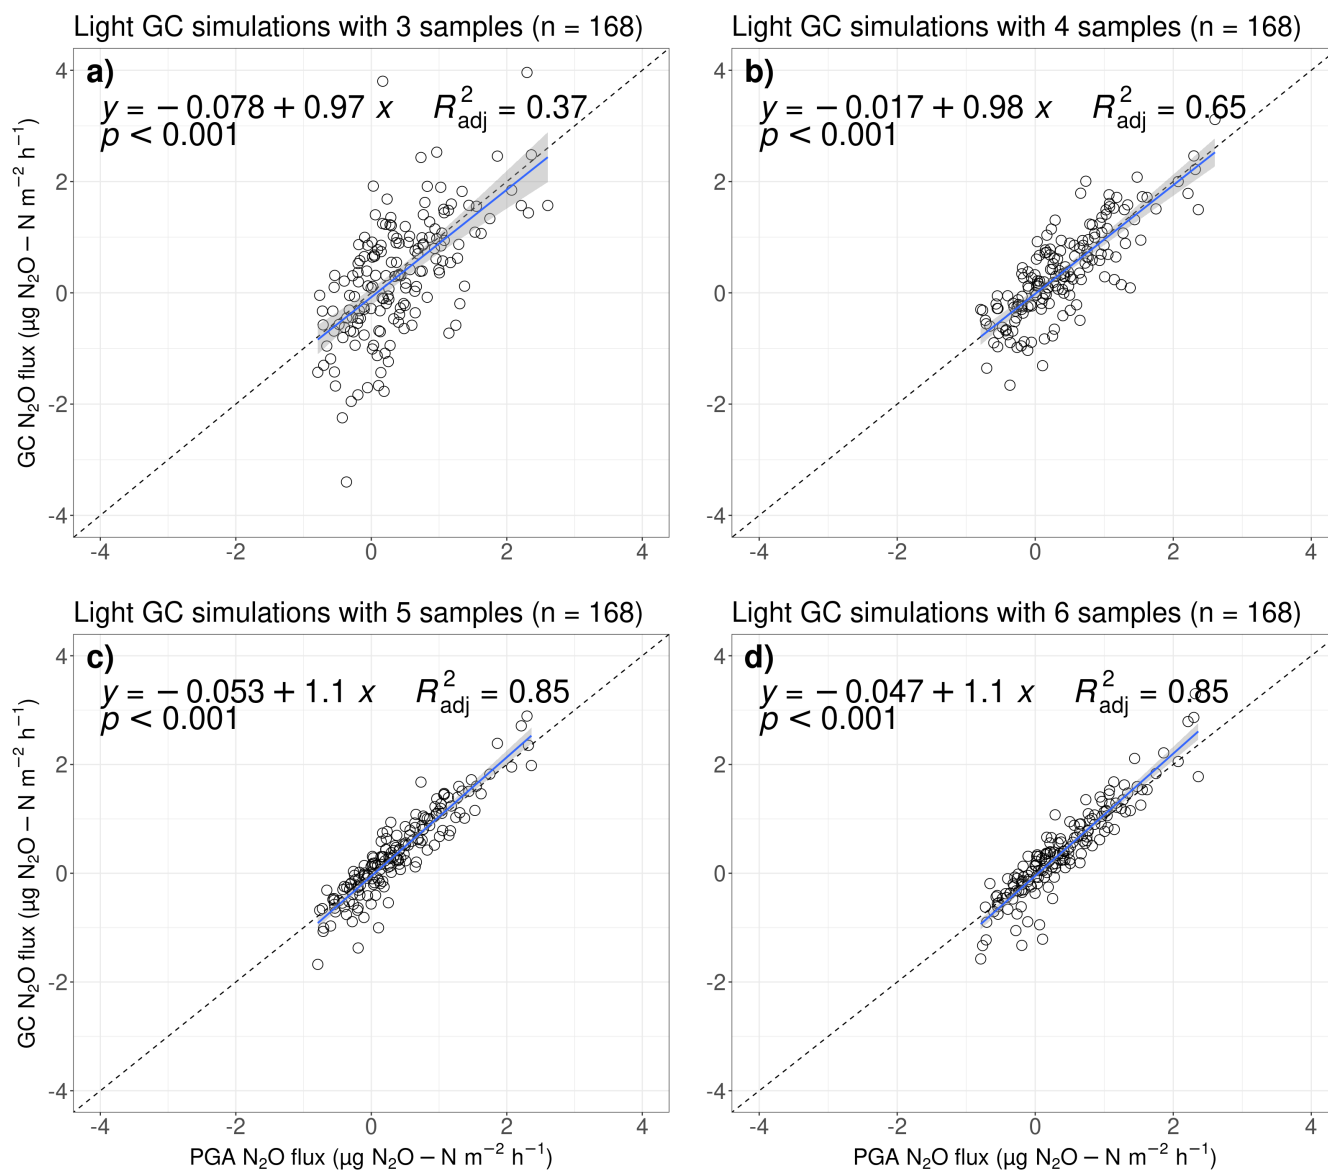 Light GC simulations with 3 samples (n = 168)
a)
y = − 0.078 + 0.97 x R²adj = 0.37
p < 0.001
GC N₂O flux (µg N₂O − N m⁻² h⁻¹)
4
2
0
-2
-4
-4 -2 0 2 4
Light GC simulations with 4 samples (n = 168)
b)
y = − 0.017 + 0.98 x R²adj = 0.65
p < 0.001
4
2
0
-2
-4
-4 -2 0 2 4
Light GC simulations with 5 samples (n = 168)
c)
y = − 0.053 + 1.1 x R²adj = 0.85
p < 0.001
GC N₂O flux (µg N₂O − N m⁻² h⁻¹)
4
2
0
-2
-4
-4 -2 0 2 4
PGA N₂O flux (µg N₂O − N m⁻² h⁻¹)
Light GC simulations with 6 samples (n = 168)
d)
y = − 0.047 + 1.1 x R²adj = 0.85
p < 0.001
4
2
0
-2
-4
-4 -2 0 2 4
PGA N₂O flux (µg N₂O − N m⁻² h⁻¹)